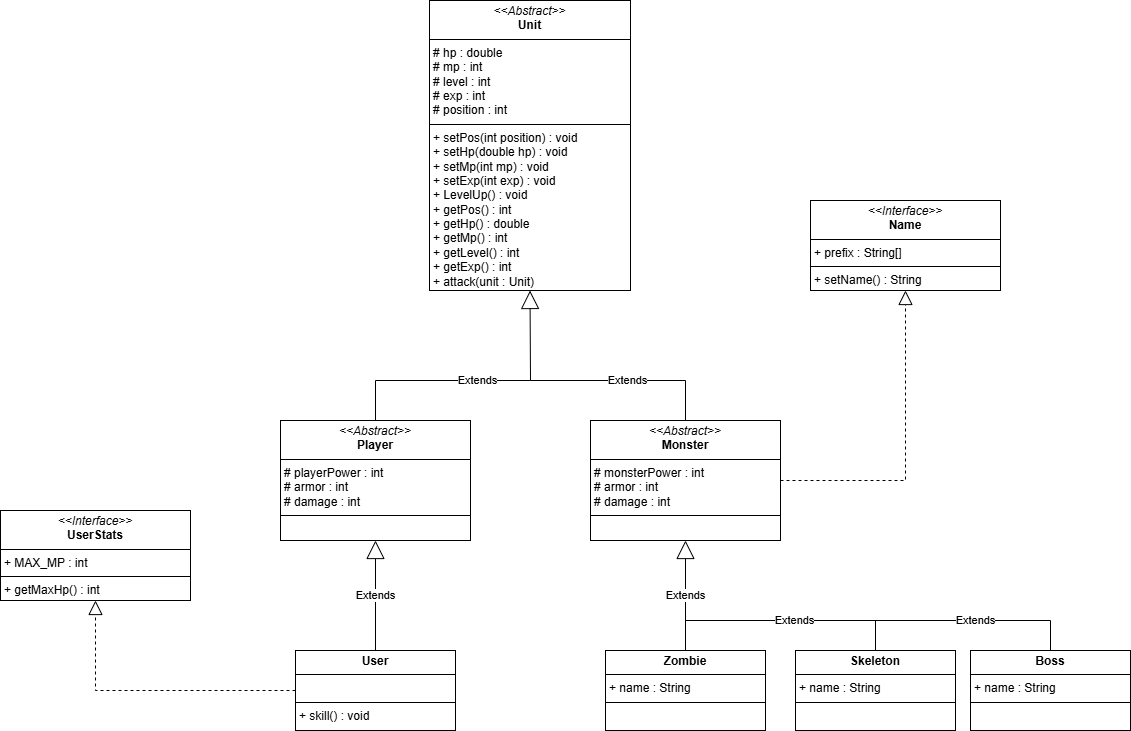 <<Abstract>>
Unit
# hp : double
# mp : int
# level : int
# exp : int
# position : int
+ setPos(int position) : void
+ setHp(double hp) : void
+ setMp(int mp) : void
+ setExp(int exp) : void
+ LevelUp() : void
+ getPos() : int
+ getHp() : double
+ getMp() : int
+ getLevel() : int
+ getExp() : int
+ attack(unit : Unit)
<<Interface>>
Name
+ prefix : String[]
+ setName() : String
Extends
Extends
<<Abstract>>
Player
# playerPower : int
# armor : int
# damage : int
<<Abstract>>
Monster
# monsterPower : int
# armor : int
# damage : int
<<Interface>>
UserStats
+ MAX_MP : int
+ getMaxHp() : int
Extends
Extends
Extends
Extends
User
+ skill() : void
Zombie
+ name : String
Skeleton
+ name : String
Boss
+ name : String